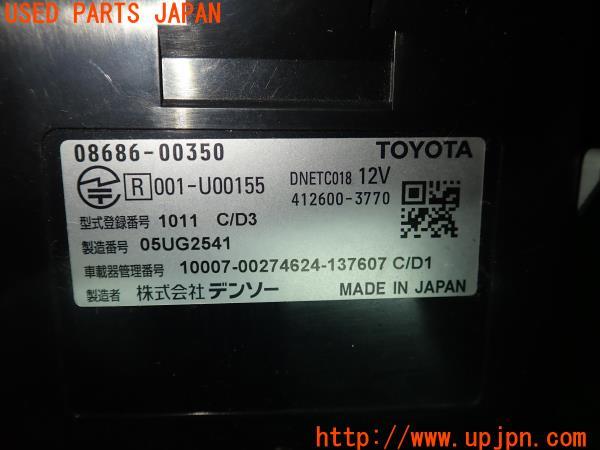 USED PARTS JAPAN
08686-00350 TOYOTA
R 001-U00155 DNETC018 12V
412600-3770
型式登録番号 1011 C/D3
製造番号 05UG2541
車載器管理番号 10007-00274624-137607 C/D1
製造者 株式会社デンソー MADE IN JAPAN
http://www.upjpn.com/